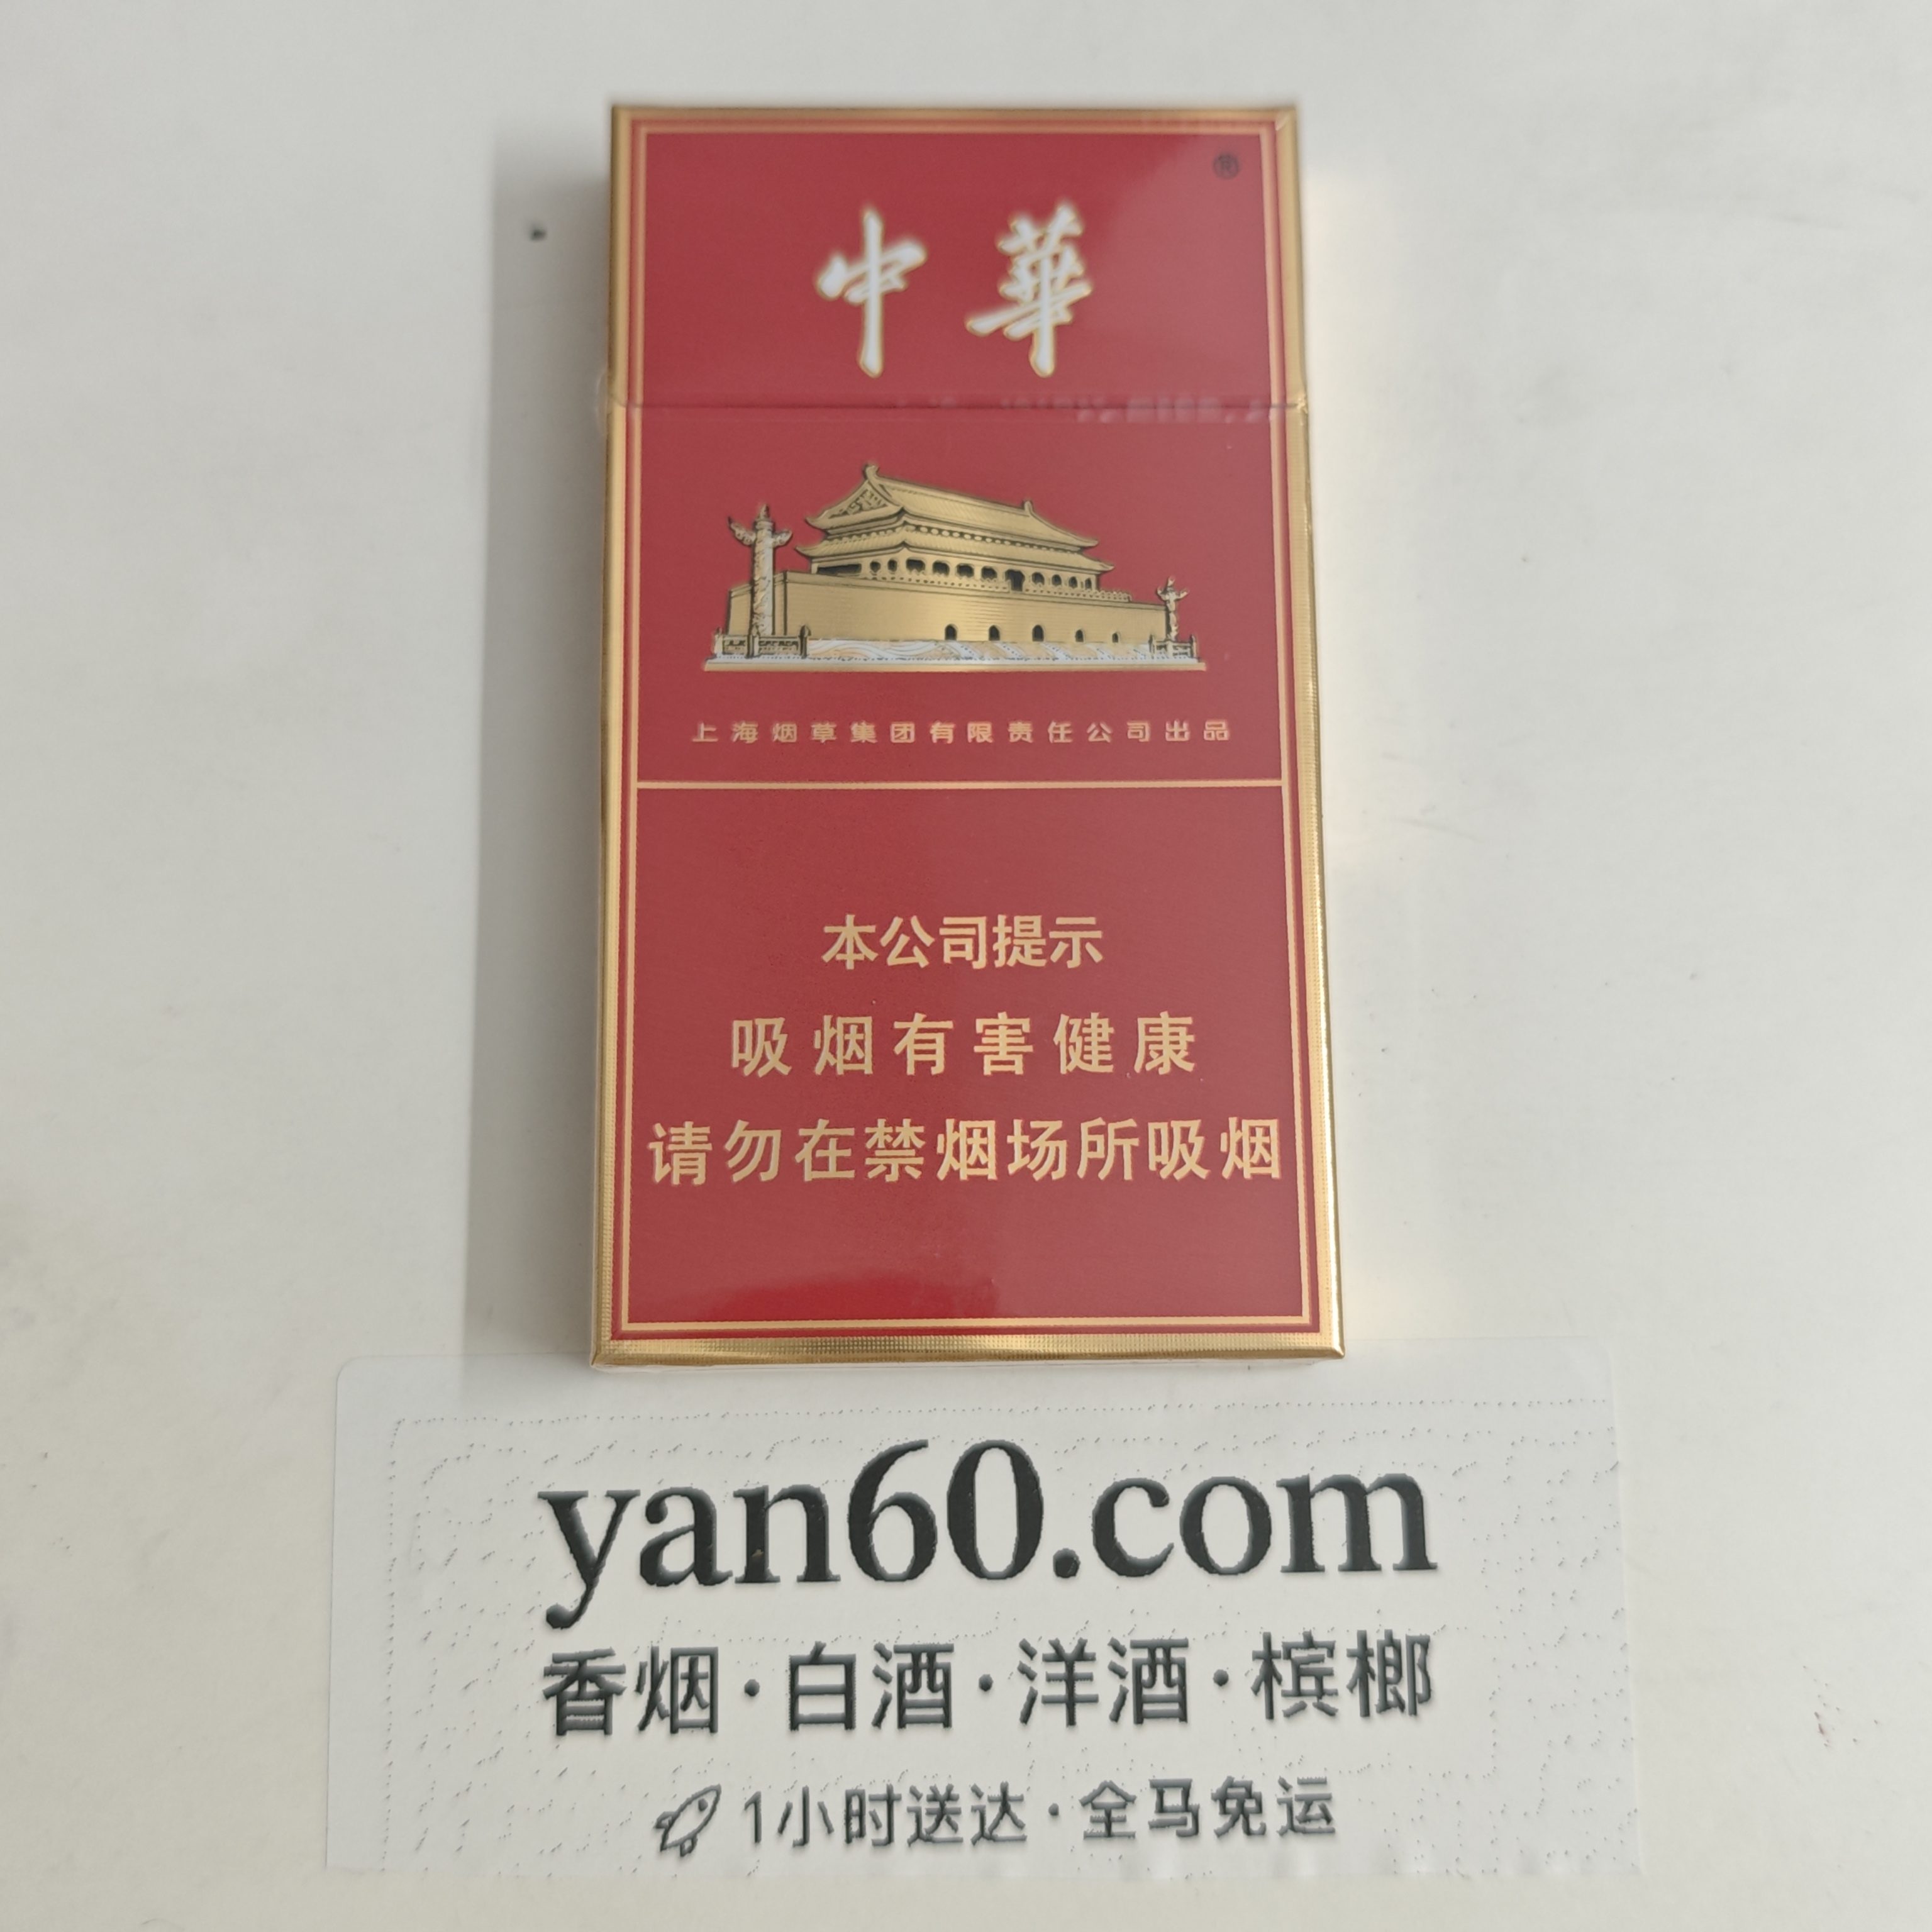 ®
中華
上海烟草集团有限责任公司出品
本公司提示
吸烟有害健康
请勿在禁烟场所吸烟
yan60.com
香烟·白酒·洋酒·槟榔
1小时送达·全马免运